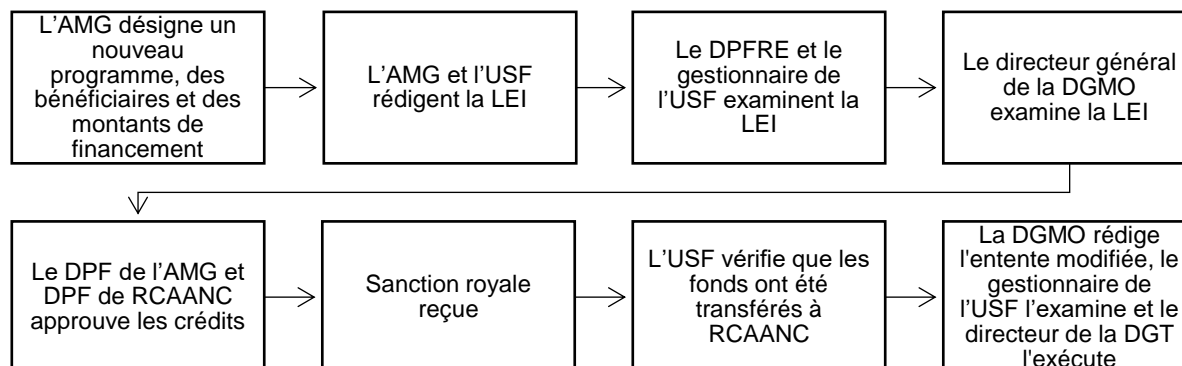 L'AMG désigne un
nouveau
programme, des
bénéficiaires et des
montants de
financement
L'AMG et l'USF
rédigent la LEI
Le DPFRE et le
gestionnaire de
l'USF examinent la
LEI
Le directeur général
de la DGMO
examine la LEI
Le DPF de l'AMG et
DPF de RCAANC
approuve les crédits
Sanction royale
reçue
L'USF vérifie que les
fonds ont été
transférés à
RCAANC
La DGMO rédige
l'entente modifiée, le
gestionnaire de
l'USF l'examine et le
directeur de la DGT
l'exécute